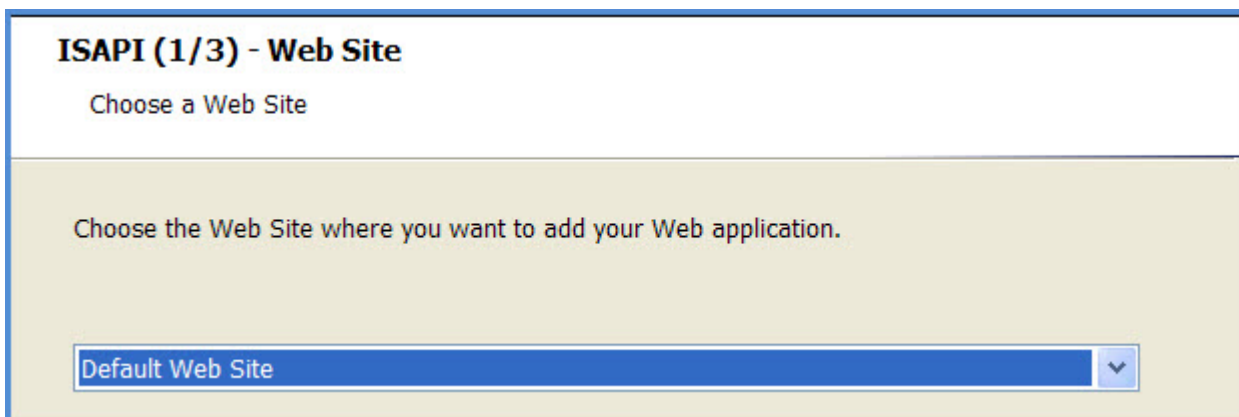 ISAPI (1/3) - Web Site
Choose a Web Site
Choose the Web Site where you want to add your Web application.
Default Web Site